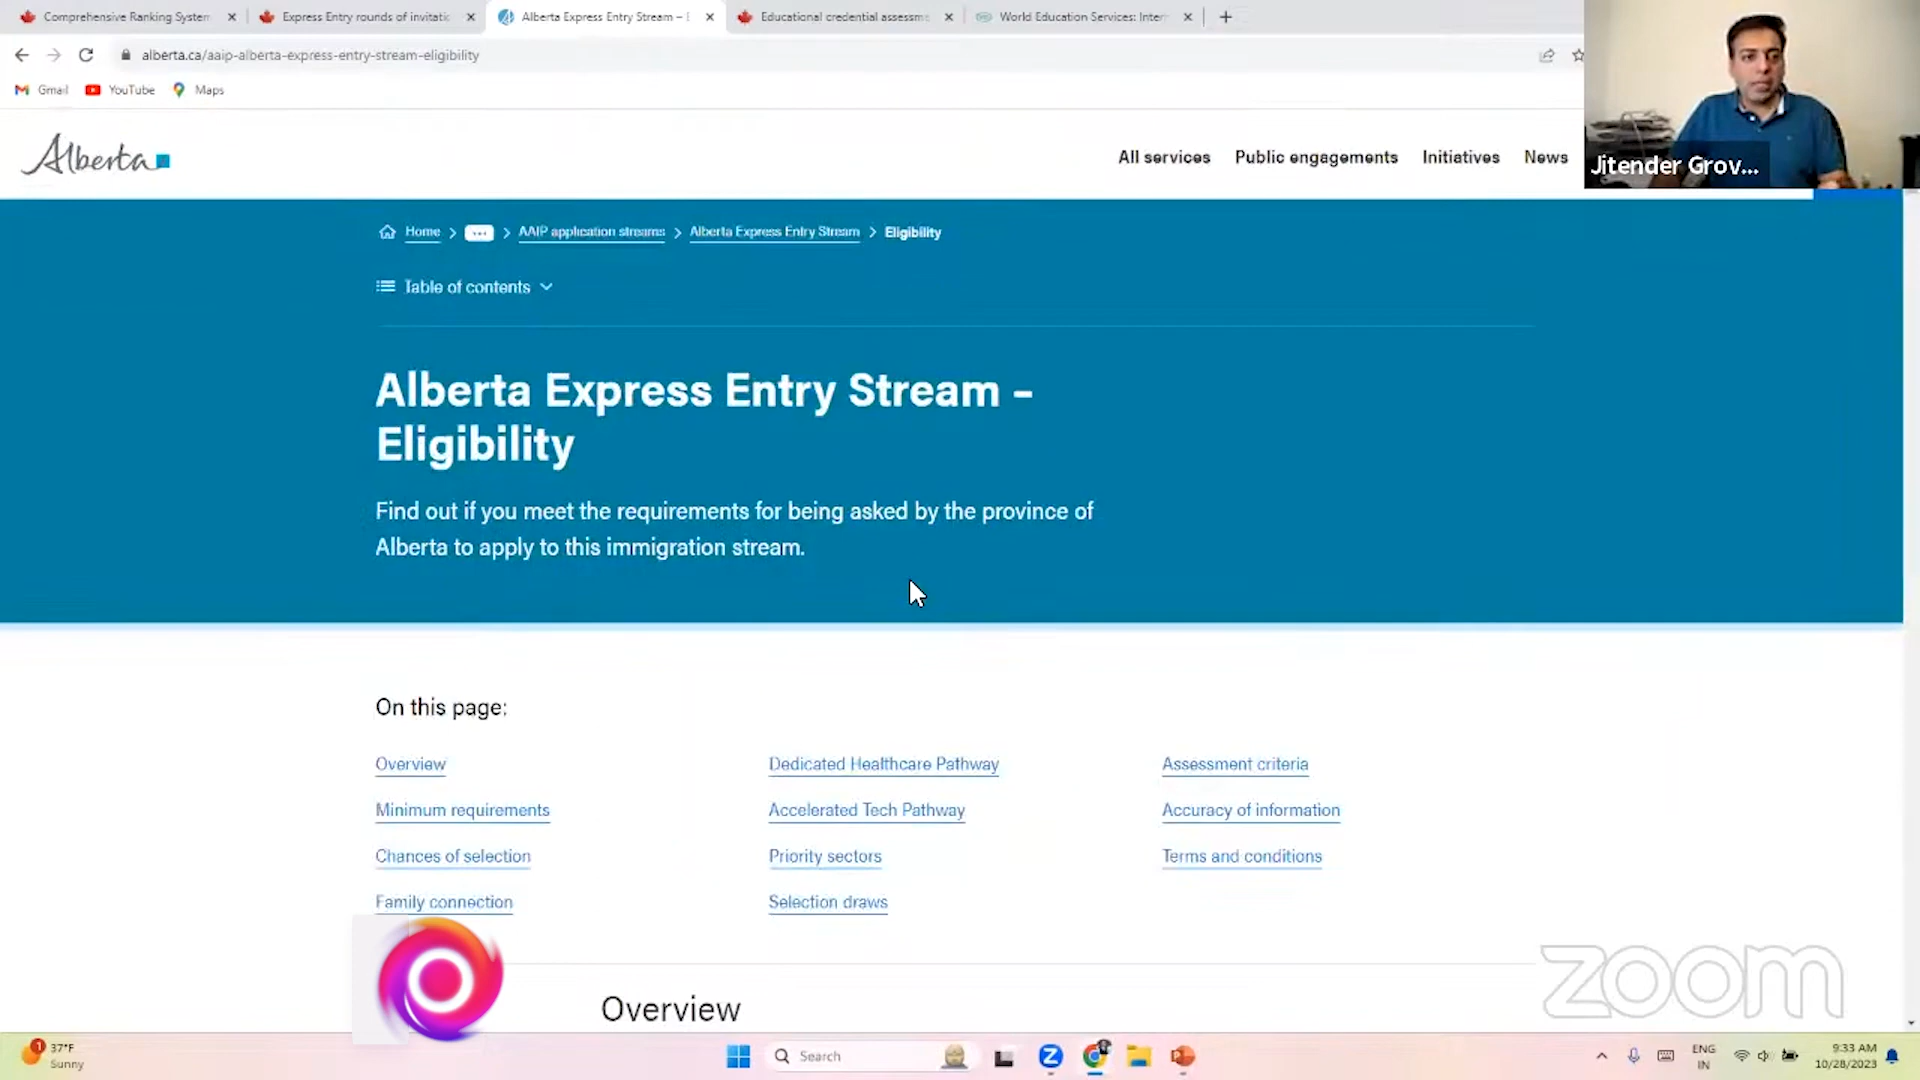 Comprehensive Ranking System
Express Entry rounds of invitatic
Alberta Express Entry Stream –
Educational credential assessm
World Education Services: Inter
alberta.ca/aaip-alberta-express-entry-stream-eligibility
Gmail
YouTube
Maps
Alberta
All services
Public engagements
Initiatives
News
Jitender Grov...
Home
...
AAIP application streams
Alberta Express Entry Stream
Eligibility
Table of contents
Alberta Express Entry Stream –
Eligibility
Find out if you meet the requirements for being asked by the province of
Alberta to apply to this immigration stream.
On this page:
Overview
Dedicated Healthcare Pathway
Assessment criteria
Minimum requirements
Accelerated Tech Pathway
Accuracy of information
Chances of selection
Priority sectors
Terms and conditions
Family connection
Selection draws
Overview
zoom
1
37°F
Sunny
Search
ENG
IN
9:33 AM
10/28/2023